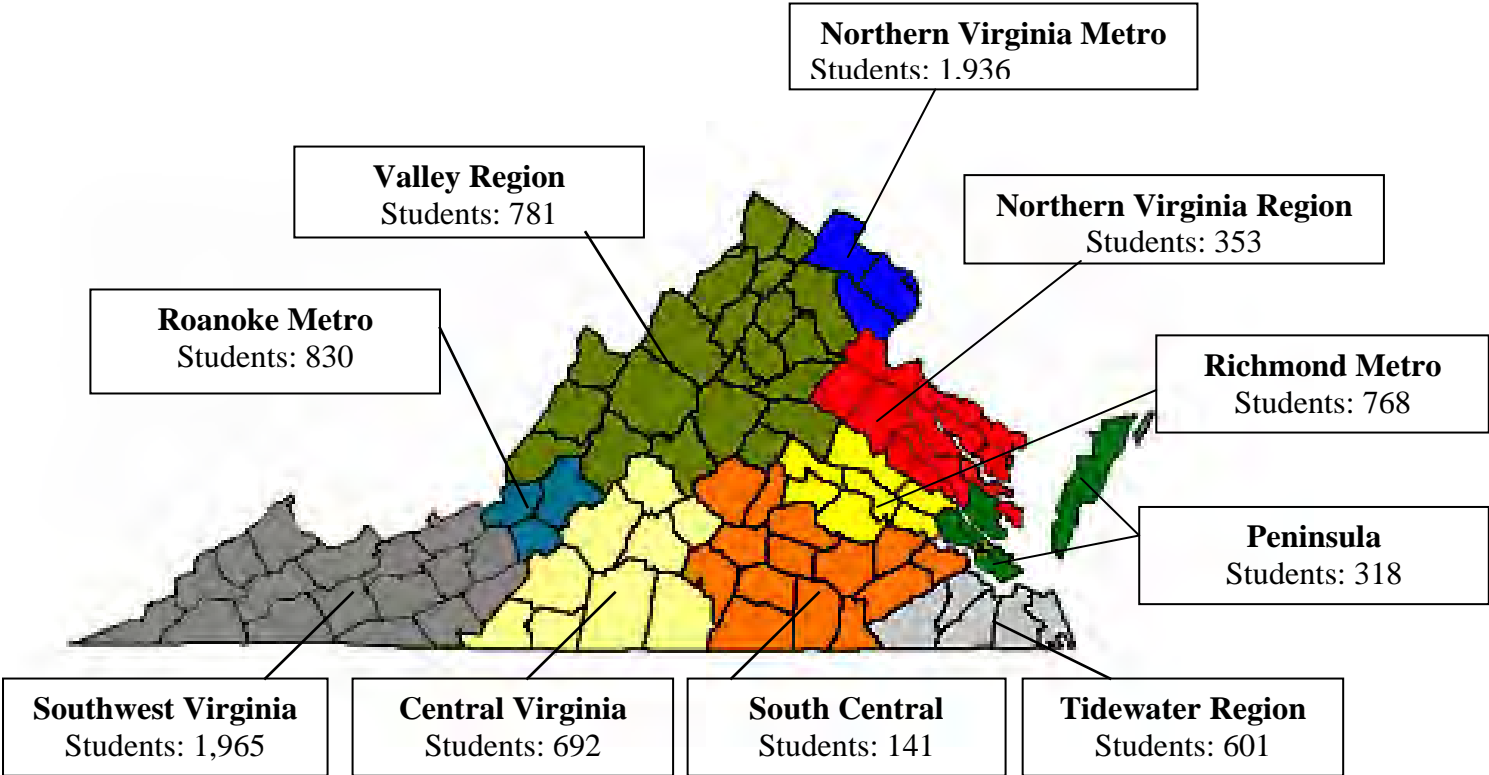 Northern Virginia Metro
Students: 1,936
Valley Region
Students: 781
Northern Virginia Region
Students: 353
Roanoke Metro
Students: 830
Richmond Metro
Students: 768
Peninsula
Students: 318
Southwest Virginia
Students: 1,965
Central Virginia
Students: 692
South Central
Students: 141
Tidewater Region
Students: 601